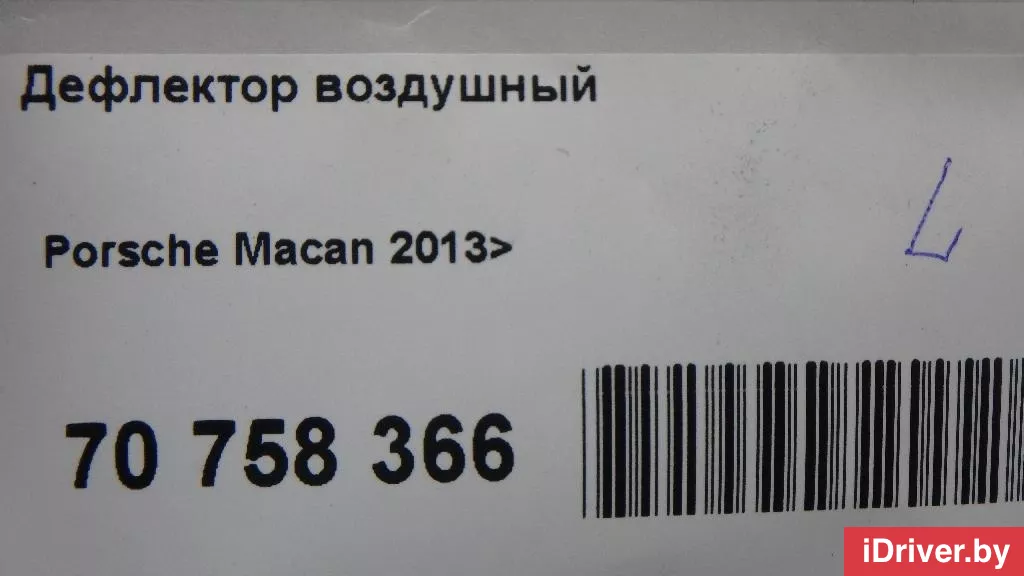 Дефлектор воздушный
L
Porsche Macan 2013>
70 758 366
iDriver.by